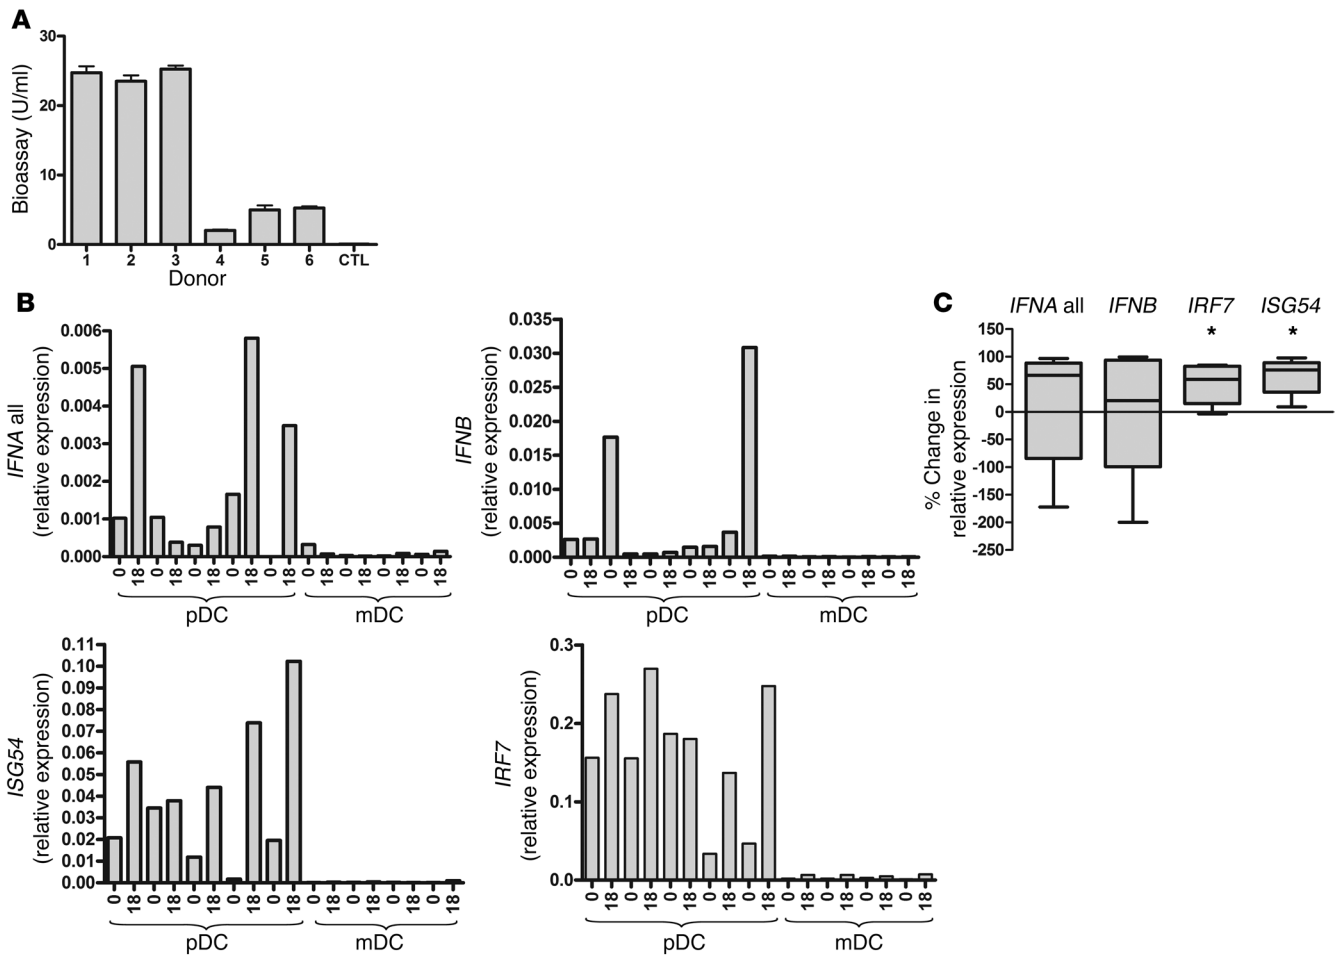 A
Bioassay (U/ml)
30
20
10
0
1 2 3 4 5 6 CTL
Donor
B
IFNA all
(relative expression)
0.006
0.005
0.004
0.003
0.002
0.001
0.000
0 18 0 18 0 18 0 18 0 18 0 18 0 18 0 18 0 18
pDC mDC
IFNB
(relative expression)
0.035
0.030
0.025
0.020
0.015
0.010
0.005
0.000
0 18 0 18 0 18 0 18 0 18 0 18 0 18 0 18 0 18
pDC mDC
C
IFNA all IFNB IRF7 ISG54
* *
% Change in
relative expression
150
100
50
0
-50
-100
-150
-200
-250
ISG54
(relative expression)
0.11
0.10
0.09
0.08
0.07
0.06
0.05
0.04
0.03
0.02
0.01
0.00
0 18 0 18 0 18 0 18 0 18 0 18 0 18 0 18 0 18
pDC mDC
IRF7
(relative expression)
0.3
0.2
0.1
0.0
0 18 0 18 0 18 0 18 0 18 0 18 0 18 0 18 0 18
pDC mDC